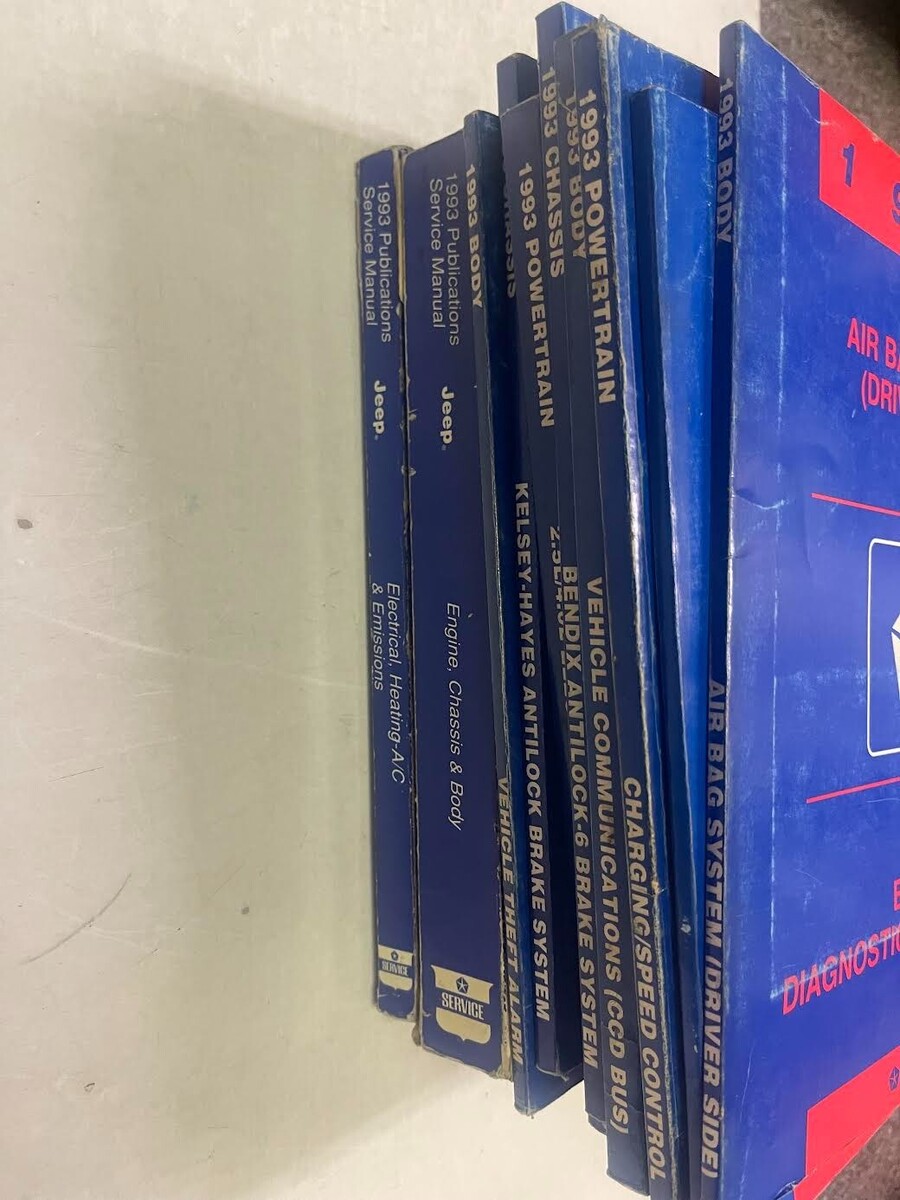 1993 Publications
Service Manual
Jeep®
Electrical, Heating-A/C
& Emissions
SERVICE
1993 Publications
Service Manual
Jeep®
Engine, Chassis & Body
SERVICE
1993 BODY
VEHICLE THEFT ALARM
CHASSIS
KELSEY-HAYES ANTILOCK BRAKE SYSTEM
1993 POWERTRAIN
1993 CHASSIS
BENDIX ANTILOCK-6 BRAKE SYSTEM
1993 BODY
VEHICLE COMMUNICATIONS (CCD BUS)
1993 POWERTRAIN
CHARGING/SPEED CONTROL
1993 BODY
AIR BAG SYSTEM (DRIVER SIDE)
1 9
AIR BA
(DRIV
DIAGNOSTIC